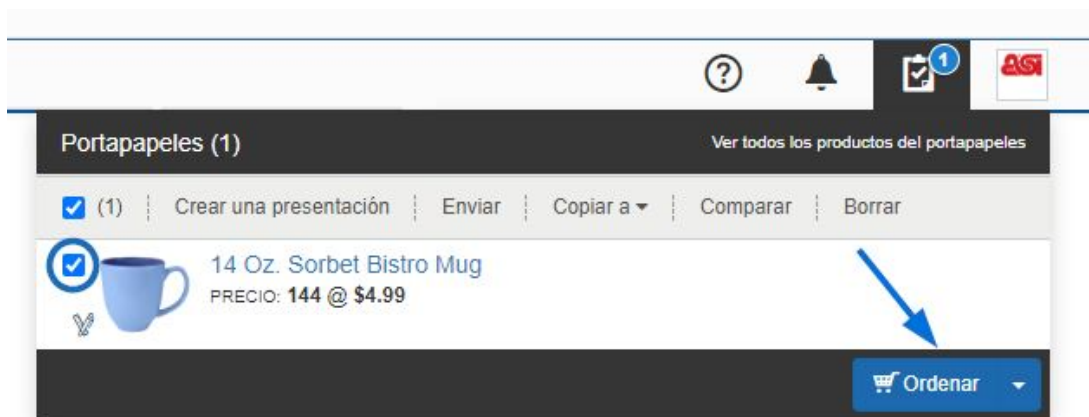 1
asi
Portapapeles (1) Ver todos los productos del portapapeles
(1) Crear una presentación Enviar Copiar a Comparar Borrar
14 Oz. Sorbet Bistro Mug
PRECIO: 144 @ $4.99
Ordenar